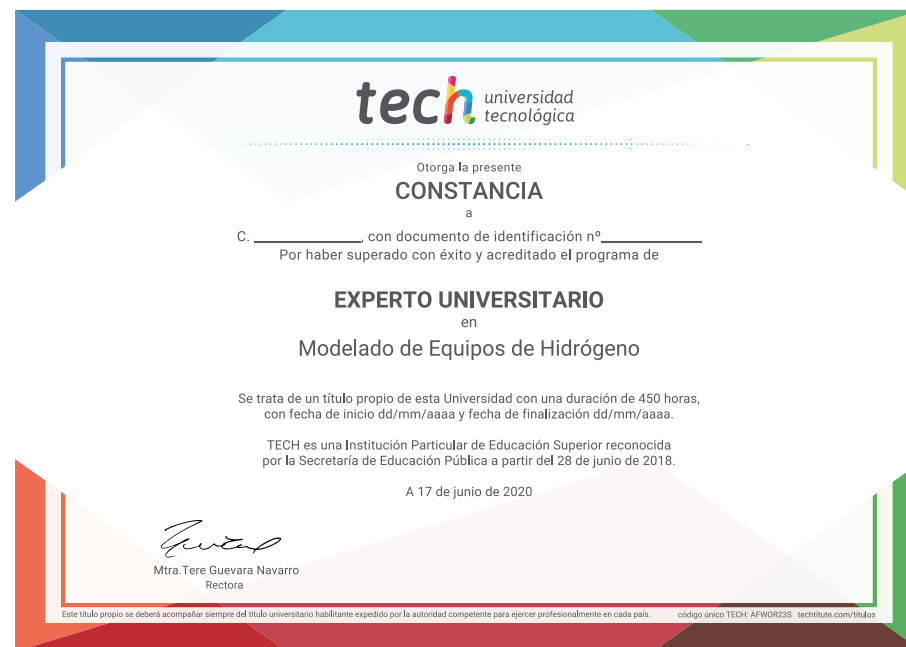 tech universidad
tecnológica
Otorga la presente
CONSTANCIA
a
C. ____________, con documento de identificación nº____________
Por haber superado con éxito y acreditado el programa de
EXPERTO UNIVERSITARIO
en
Modelado de Equipos de Hidrógeno
Se trata de un título propio de esta Universidad con una duración de 450 horas,
con fecha de inicio dd/mm/aaaa y fecha de finalización dd/mm/aaaa.
TECH es una Institución Particular de Educación Superior reconocida
por la Secretaría de Educación Pública a partir del 28 de junio de 2018.
A 17 de junio de 2020
Mtra.Tere Guevara Navarro
Rectora
Este título propio se deberá acompañar siempre del título universitario habilitante expedido por la autoridad competente para ejercer profesionalmente en cada país. código único TECH: AFWOR23S techtitute.com/titulos